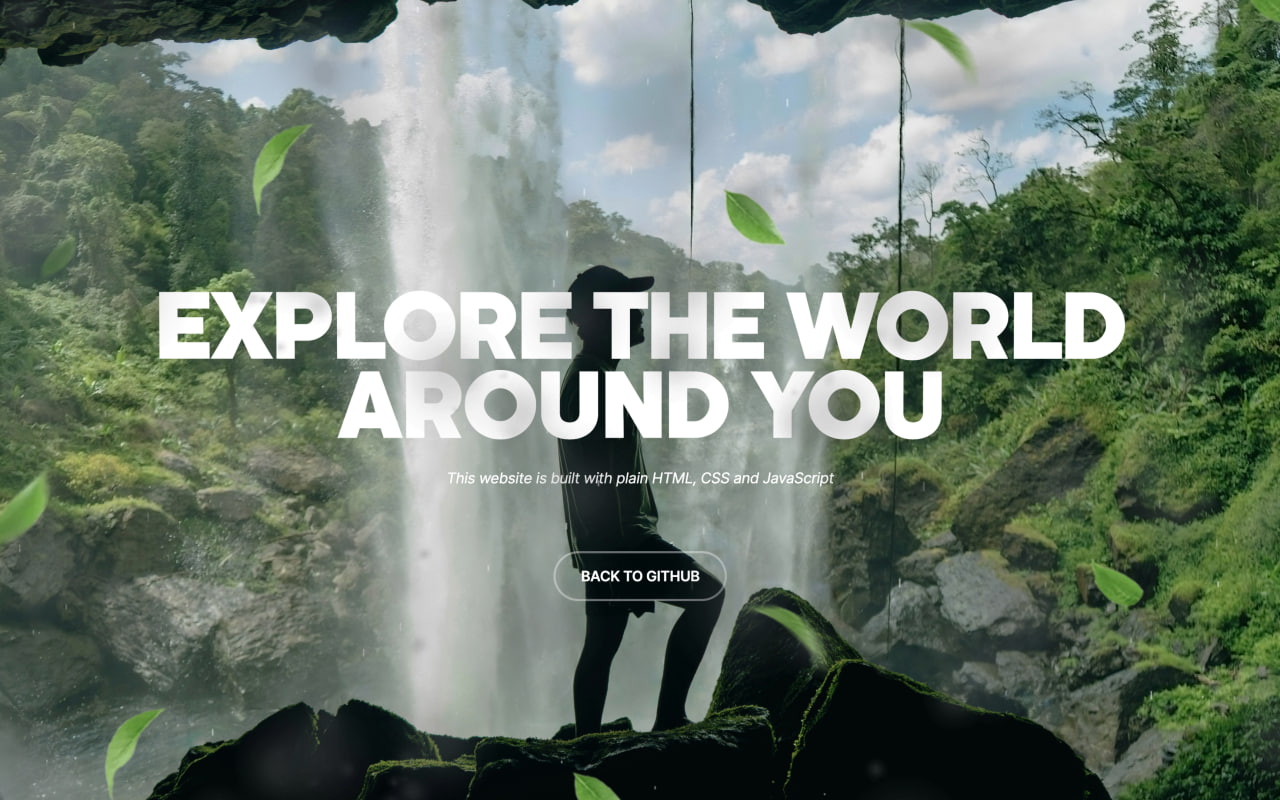 EXPLORE THE WORLD
AROUND YOU
This website is built with plain HTML, CSS and JavaScript
BACK TO GITHUB